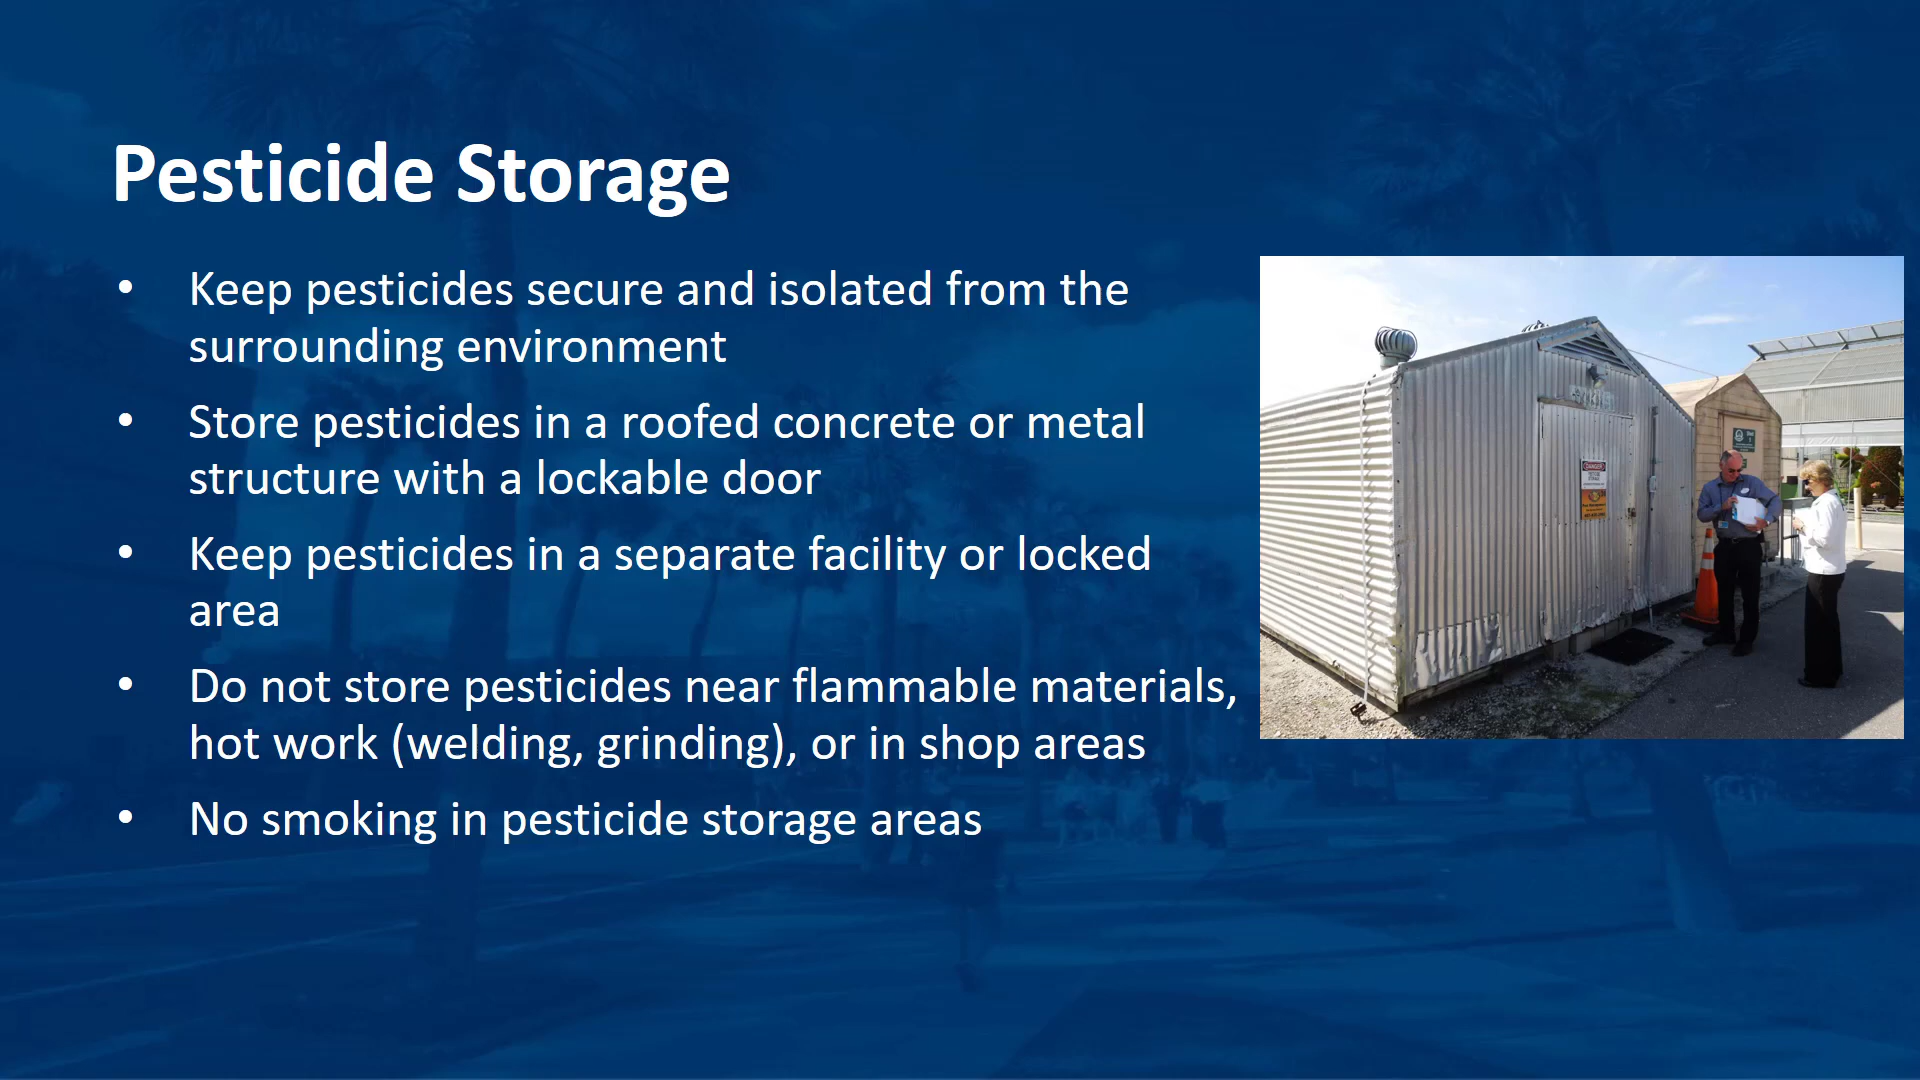 Pesticide Storage
• Keep pesticides secure and isolated from the
surrounding environment
• Store pesticides in a roofed concrete or metal
structure with a lockable door
• Keep pesticides in a separate facility or locked
area
• Do not store pesticides near flammable materials,
hot work (welding, grinding), or in shop areas
• No smoking in pesticide storage areas
DANGER